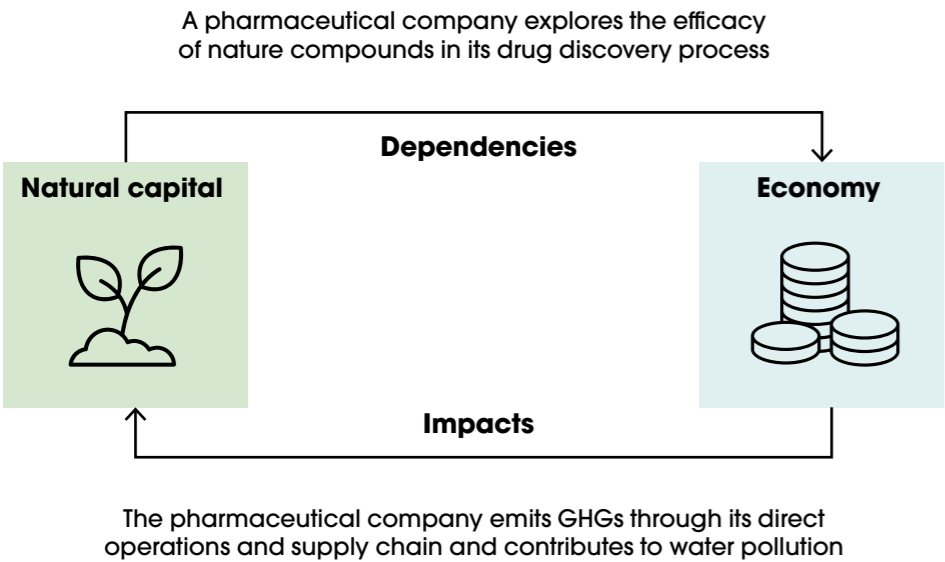 A pharmaceutical company explores the efficacy
of nature compounds in its drug discovery process
Dependencies
Natural capital
Economy
Impacts
The pharmaceutical company emits GHGs through its direct
operations and supply chain and contributes to water pollution